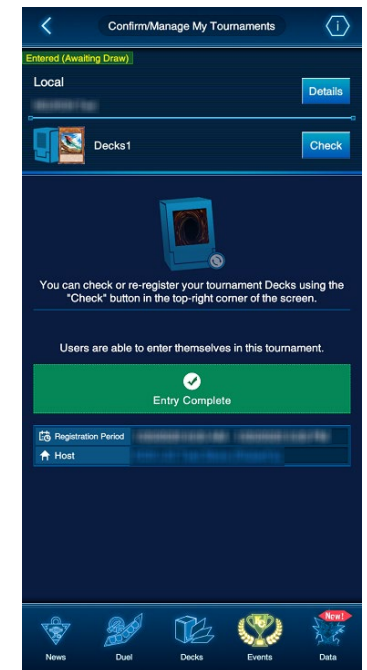 Confirm/Manage My Tournaments
Entered (Awaiting Draw)
Local
Details
Decks1
Check
You can check or re-register your tournament Decks using the
"Check" button in the top-right corner of the screen.
Users are able to enter themselves in this tournament.
Entry Complete
Registration Period
Host
New!
News
Duel
Decks
Events
Data